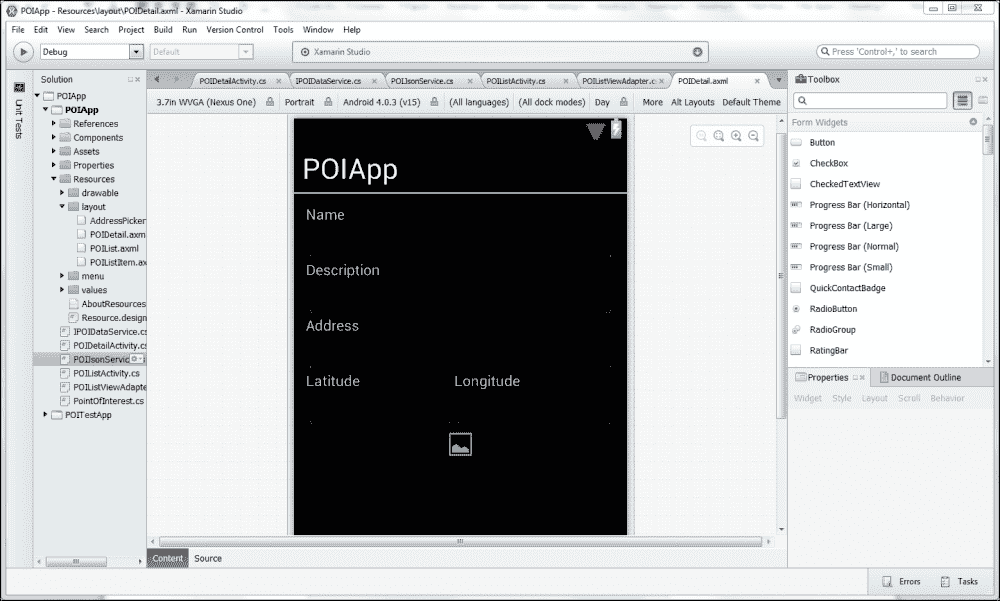 POIApp - Resources\layout\POIDetail.axml - Xamarin Studio
File Edit View Search Project Build Run Version Control Tools Window Help
Debug Default Xamarin Studio Press 'Control+,' to search
Unit Tests
Solution
POIApp
POIApp
References
Components
Assets
Properties
Resources
drawable
layout
AddressPicker
POIDetail.axm
POIList.axml
POIListItem.ax
menu
values
AboutResources
Resource.design
IPOIDataService.cs
POIDetailActivity.cs
POIJsonServic
POIListActivity.cs
POIListViewAdapte
PointOfInterest.cs
POITestApp
POIDetailActivity.cs IPOIDataService.cs POIJsonService.cs POIListActivity.cs POIListViewAdapter.c POIDetail.axml
3.7in WVGA (Nexus One) Portrait Android 4.0.3 (v15) (All languages) (All dock modes) Day More Alt Layouts Default Theme
POIApp
Name
Description
Address
Latitude Longitude
Content Source
Toolbox
Form Widgets
Button
CheckBox
CheckedTextView
Progress Bar (Horizontal)
Progress Bar (Large)
Progress Bar (Normal)
Progress Bar (Small)
QuickContactBadge
RadioButton
RadioGroup
RatingBar
Properties Document Outline
Widget Style Layout Scroll Behavior
Errors Tasks